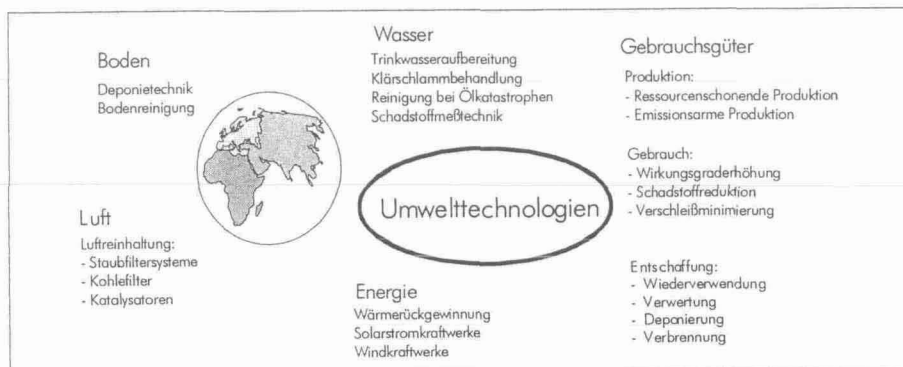 Boden
Deponietechnik
Bodenreinigung
Wasser
Trinkwasseraufbereitung
Klärschlammbehandlung
Reinigung bei Ölkatastrophen
Schadstoffmeßtechnik
Gebrauchsgüter
Produktion:
- Ressourcenschonende Produktion
- Emissionsarme Produktion
Gebrauch:
- Wirkungsgraderhöhung
- Schadstoffreduktion
- Verschleißminimierung
Umwelttechnologien
Luft
Luftreinhaltung:
- Staubfiltersysteme
- Kohlefilter
- Katalysatoren
Energie
Wärmerückgewinnung
Solarstromkraftwerke
Windkraftwerke
Entschaffung:
- Wiederverwendung
- Verwertung
- Deponierung
- Verbrennung